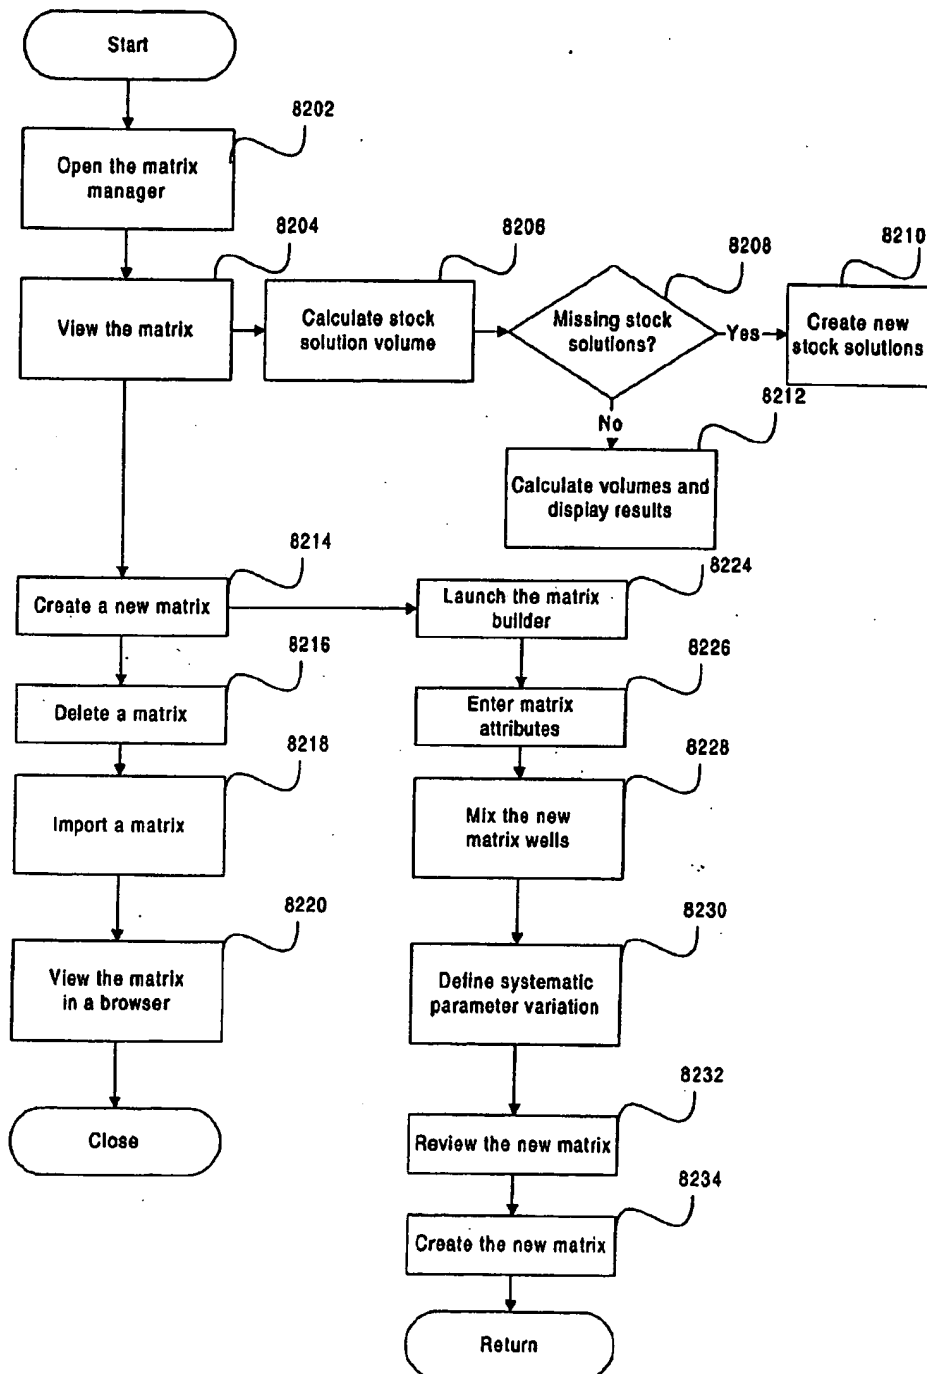 Start
8202
Open the matrix
manager
8204
View the matrix
8206
Calculate stock
solution volume
8208
Missing stock
solutions?
Yes
8210
Create new
stock solutions
No
8212
Calculate volumes and
display results
8214
Create a new matrix
8216
Delete a matrix
8218
Import a matrix
8220
View the matrix
in a browser
Close
8224
Launch the matrix
builder
8226
Enter matrix
attributes
8228
Mix the new
matrix wells
8230
Define systematic
parameter variation
8232
Review the new matrix
8234
Create the new matrix
Return